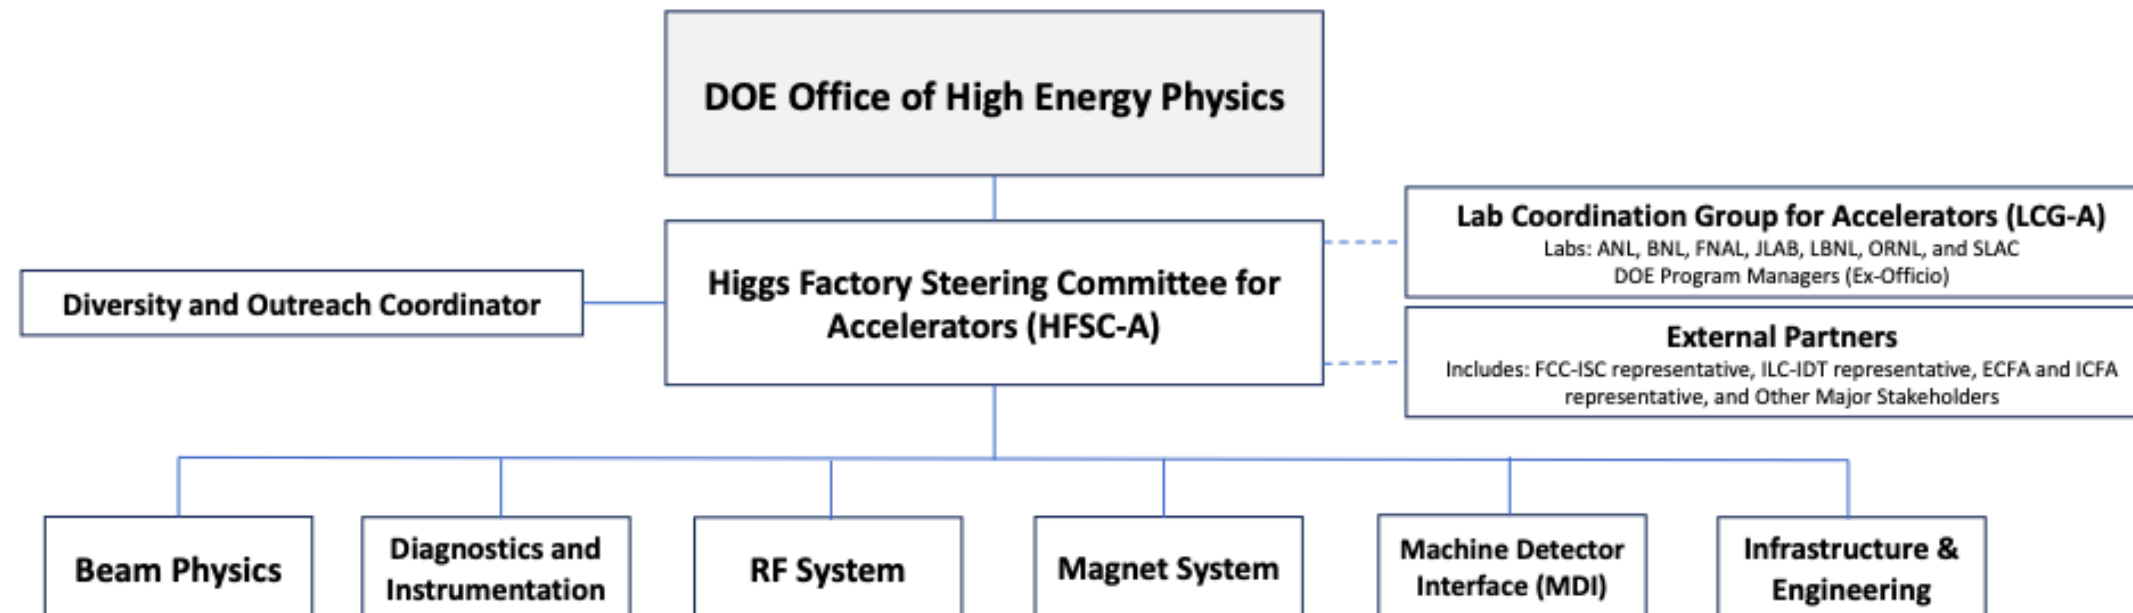 DOE Office of High Energy Physics
Lab Coordination Group for Accelerators (LCG-A)
Labs: ANL, BNL, FNAL, JLAB, LBNL, ORNL, and SLAC
DOE Program Managers (Ex-Officio)
Higgs Factory Steering Committee for
Accelerators (HFSC-A)
Diversity and Outreach Coordinator
External Partners
Includes: FCC-ISC representative, ILC-IDT representative, ECFA and ICFA
representative, and Other Major Stakeholders
Beam Physics
Diagnostics and
Instrumentation
RF System
Magnet System
Machine Detector
Interface (MDI)
Infrastructure &
Engineering